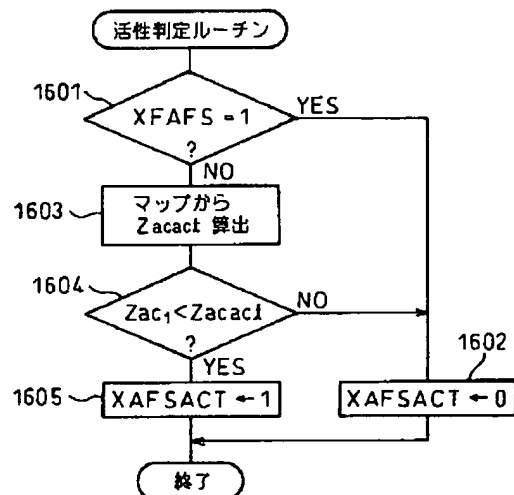 活性判定ルーチン
1601
XFAFS = 1
?
YES
NO
1603
マップから
Zacact 算出
1604
Zac₁<Zacact
?
NO
YES
1602
1605
XAFSACT ← 1
XAFSACT ← 0
終了